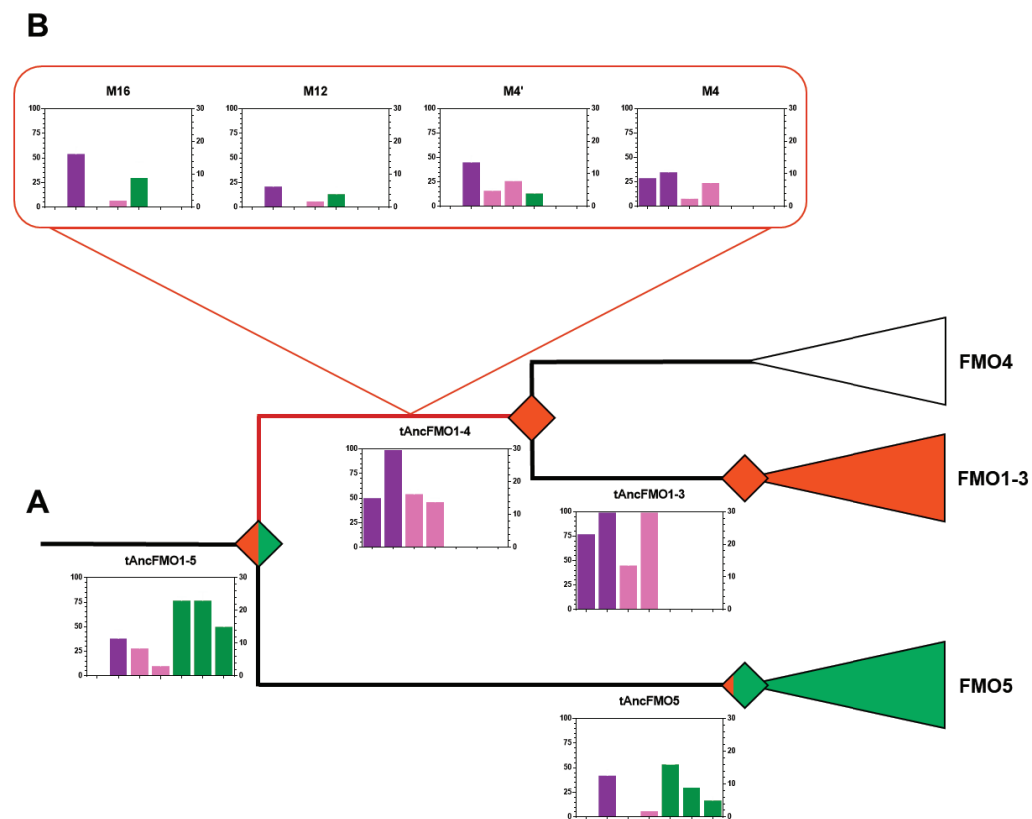 B
M16 M12 M4' M4
100 30 100 30 100 30 100 30
75 20 75 20 75 20 75 20
50 50 50 50
25 10 25 10 25 10 25 10
0 0 0 0 0 0 0 0
FMO4
tAncFMO1-4
100 30
75 20
50
25 10
0 0
FMO1-3
tAncFMO1-3
100 30
75 20
50
25 10
0 0
A
tAncFMO1-5
100 30
75 20
50
25 10
0 0
FMO5
tAncFMO5
100 30
75 20
50
25 10
0 0